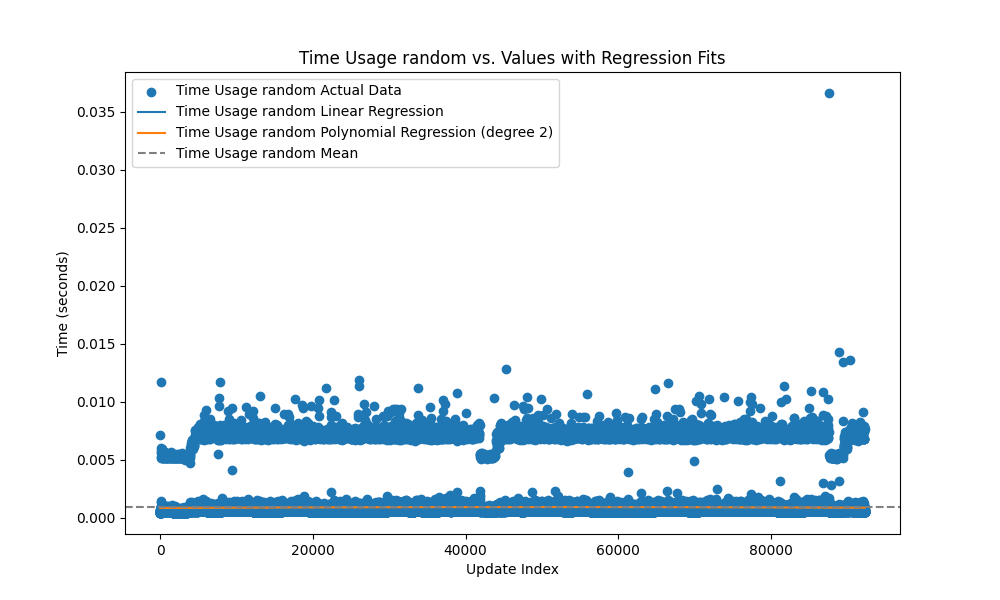 Time Usage random vs. Values with Regression Fits
Time Usage random Actual Data
Time Usage random Linear Regression
Time Usage random Polynomial Regression (degree 2)
Time Usage random Mean
Time (seconds)
0.035
0.030
0.025
0.020
0.015
0.010
0.005
0.000
0 20000 40000 60000 80000
Update Index